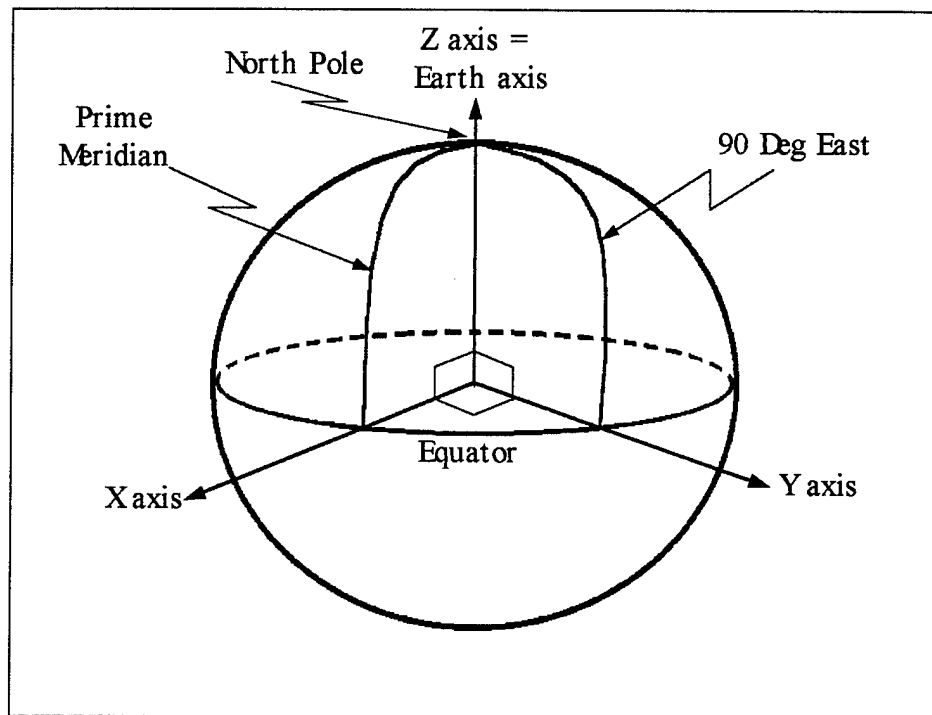 Z axis =
Earth axis
North Pole
Prime
Meridian
90 Deg East
Equator
X axis
Y axis